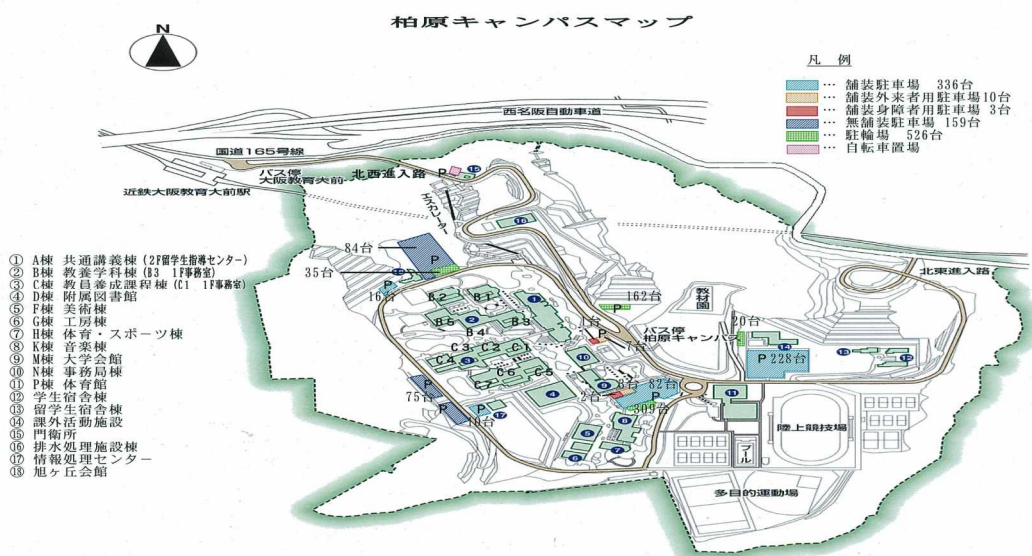 柏原キャンパスマップ
N
凡 例
… 舗装駐車場 336台
… 舗装外来者用駐車場10台
… 舗装身障者用駐車場 3台
… 無舗装駐車場 159台
… 駐輪場 526台
… 自転車置場
西名阪自動車道
国道165号線
バス停
大阪教育大前
北西進入路
P
⑮
近鉄大阪教育大前駅
エスカレーター
⑯
84台
P
35台
P
16台
北東進入路
教材園
162台
P
バス停
柏原キャンパス
20台
⑭
P 228台
⑬
⑫
B2
B1
①
②
B5
B3
B4
P
7台
C3
C2
C1
C4
③
⑩
C6
C5
C7
⑨
82台
P
2台
309台
④
⑪
P
75台
P
P
10台
⑰
⑧
⑤
⑥
⑦
陸上競技場
プール
多目的運動場
① A棟 共通講義棟(2F留学生指導センター)
② B棟 教養学科棟(B3 1F事務室)
③ C棟 教員養成課程棟(C1 1F事務室)
④ D棟 附属図書館
⑤ F棟 美術棟
⑥ G棟 工房棟
⑦ H棟 体育・スポーツ棟
⑧ K棟 音楽棟
⑨ M棟 大学会館
⑩ N棟 事務局棟
⑪ P棟 体育館
⑫ 学生宿舎棟
⑬ 留学生宿舎棟
⑭ 課外活動施設
⑮ 門衛所
⑯ 排水処理施設棟
⑰ 情報処理センター
⑱ 旭ヶ丘会館